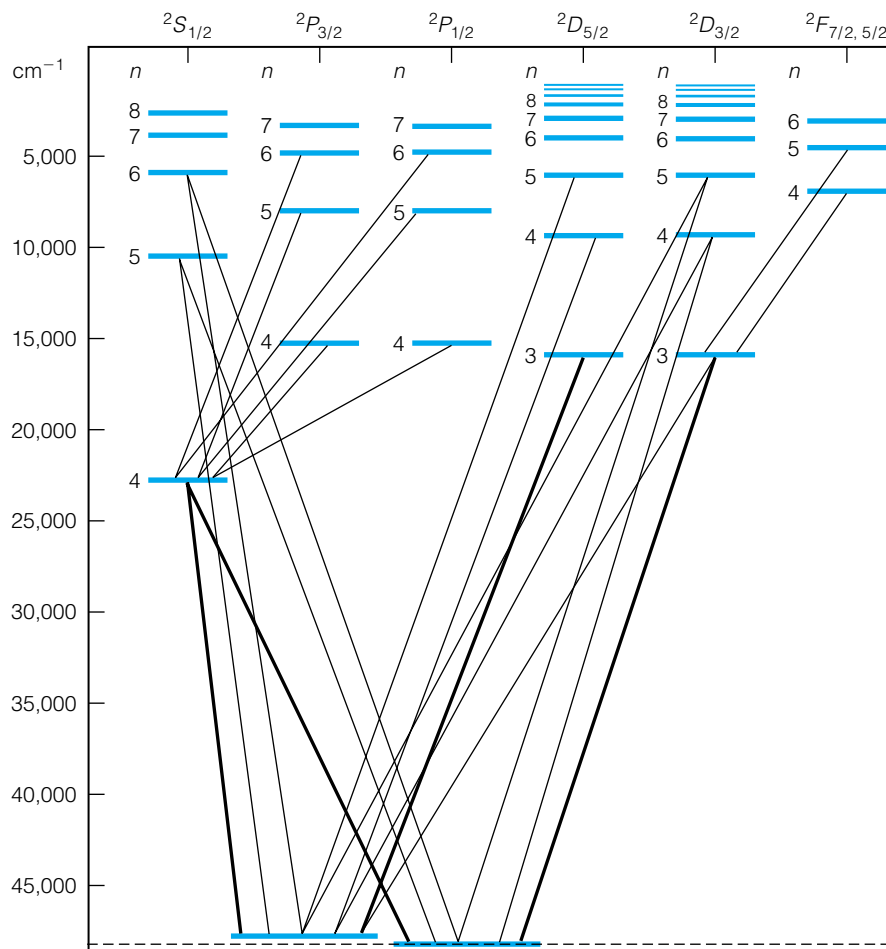 ²S₁/₂ ²P₃/₂ ²P₁/₂ ²D₅/₂ ²D₃/₂ ²F₇/₂, ₅/₂
cm⁻¹ n n n n n n
8 7 7 8 8 6
7 6 6 7 7 5
6 5 5 6 6 4
5 4 4 5 5
4 4 4
3 3
5,000
10,000
15,000
20,000
25,000
30,000
35,000
40,000
45,000